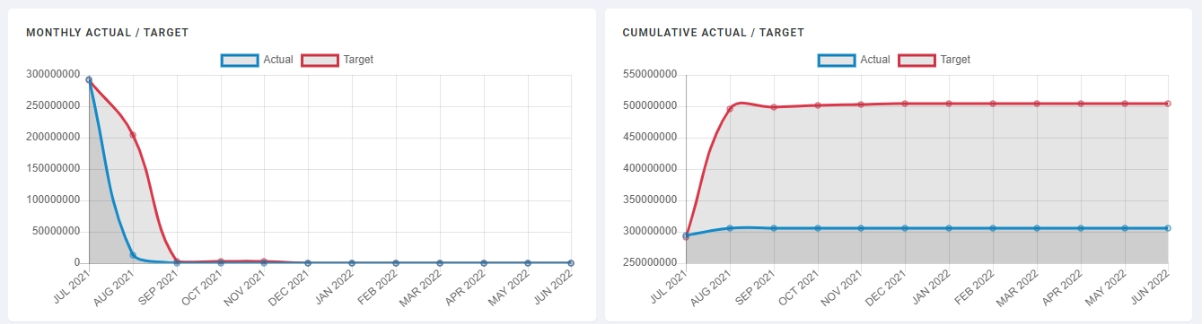 MONTHLY ACTUAL / TARGET
Actual
Target
300000000
250000000
200000000
150000000
100000000
50000000
0
JUL 2021
AUG 2021
SEP 2021
OCT 2021
NOV 2021
DEC 2021
JAN 2022
FEB 2022
MAR 2022
APR 2022
MAY 2022
JUN 2022
CUMULATIVE ACTUAL / TARGET
Actual
Target
550000000
500000000
450000000
400000000
350000000
300000000
250000000
JUL 2021
AUG 2021
SEP 2021
OCT 2021
NOV 2021
DEC 2021
JAN 2022
FEB 2022
MAR 2022
APR 2022
MAY 2022
JUN 2022